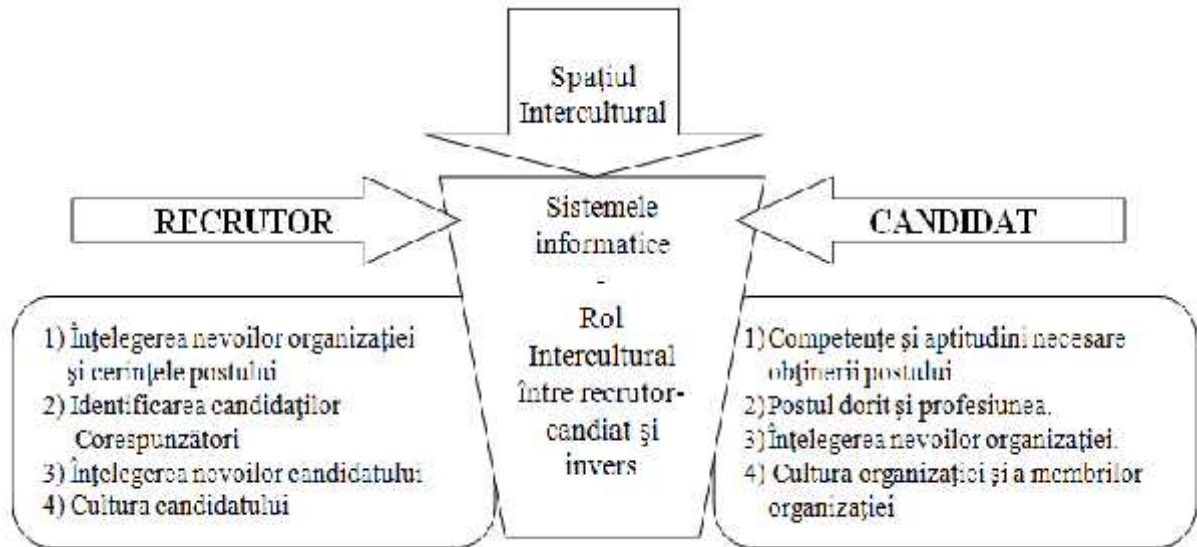 Spațiul
Intercultural
RECRUTOR
Sistemele
informatice
-
Rol
Intercultural
între recrutor-
candiat și
invers
CANDIDAT
1) Înțelegerea nevoilor organizației
și cerințele postului
2) Identificarea candidaților
Corespunzători
3) Înțelegerea nevoilor candidatului
4) Cultura candidatului
1) Competențe și aptitudini necesare
obținerii postului
2) Postul dorit și profesiunea.
3) Înțelegerea nevoilor organizației.
4) Cultura organizației și a membrilor
organizației